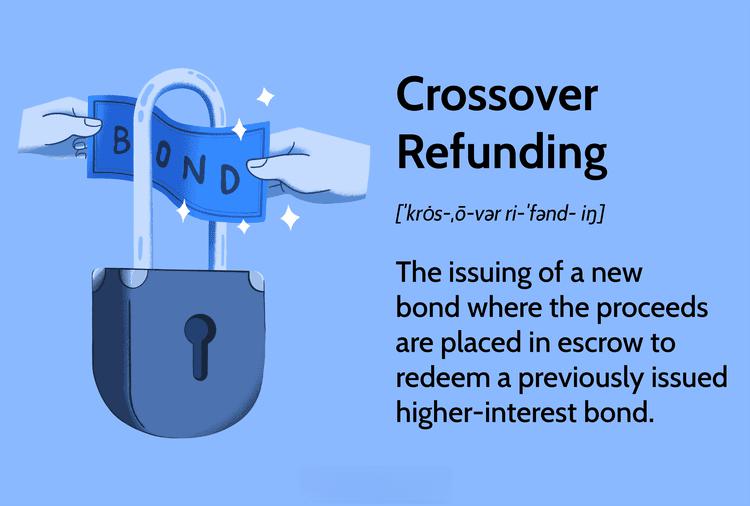 BOND
Crossover
Refunding
[ˈkrȯs-ˌō-vər ri-ˈfənd- iŋ]
The issuing of a new
bond where the proceeds
are placed in escrow to
redeem a previously issued
higher-interest bond.